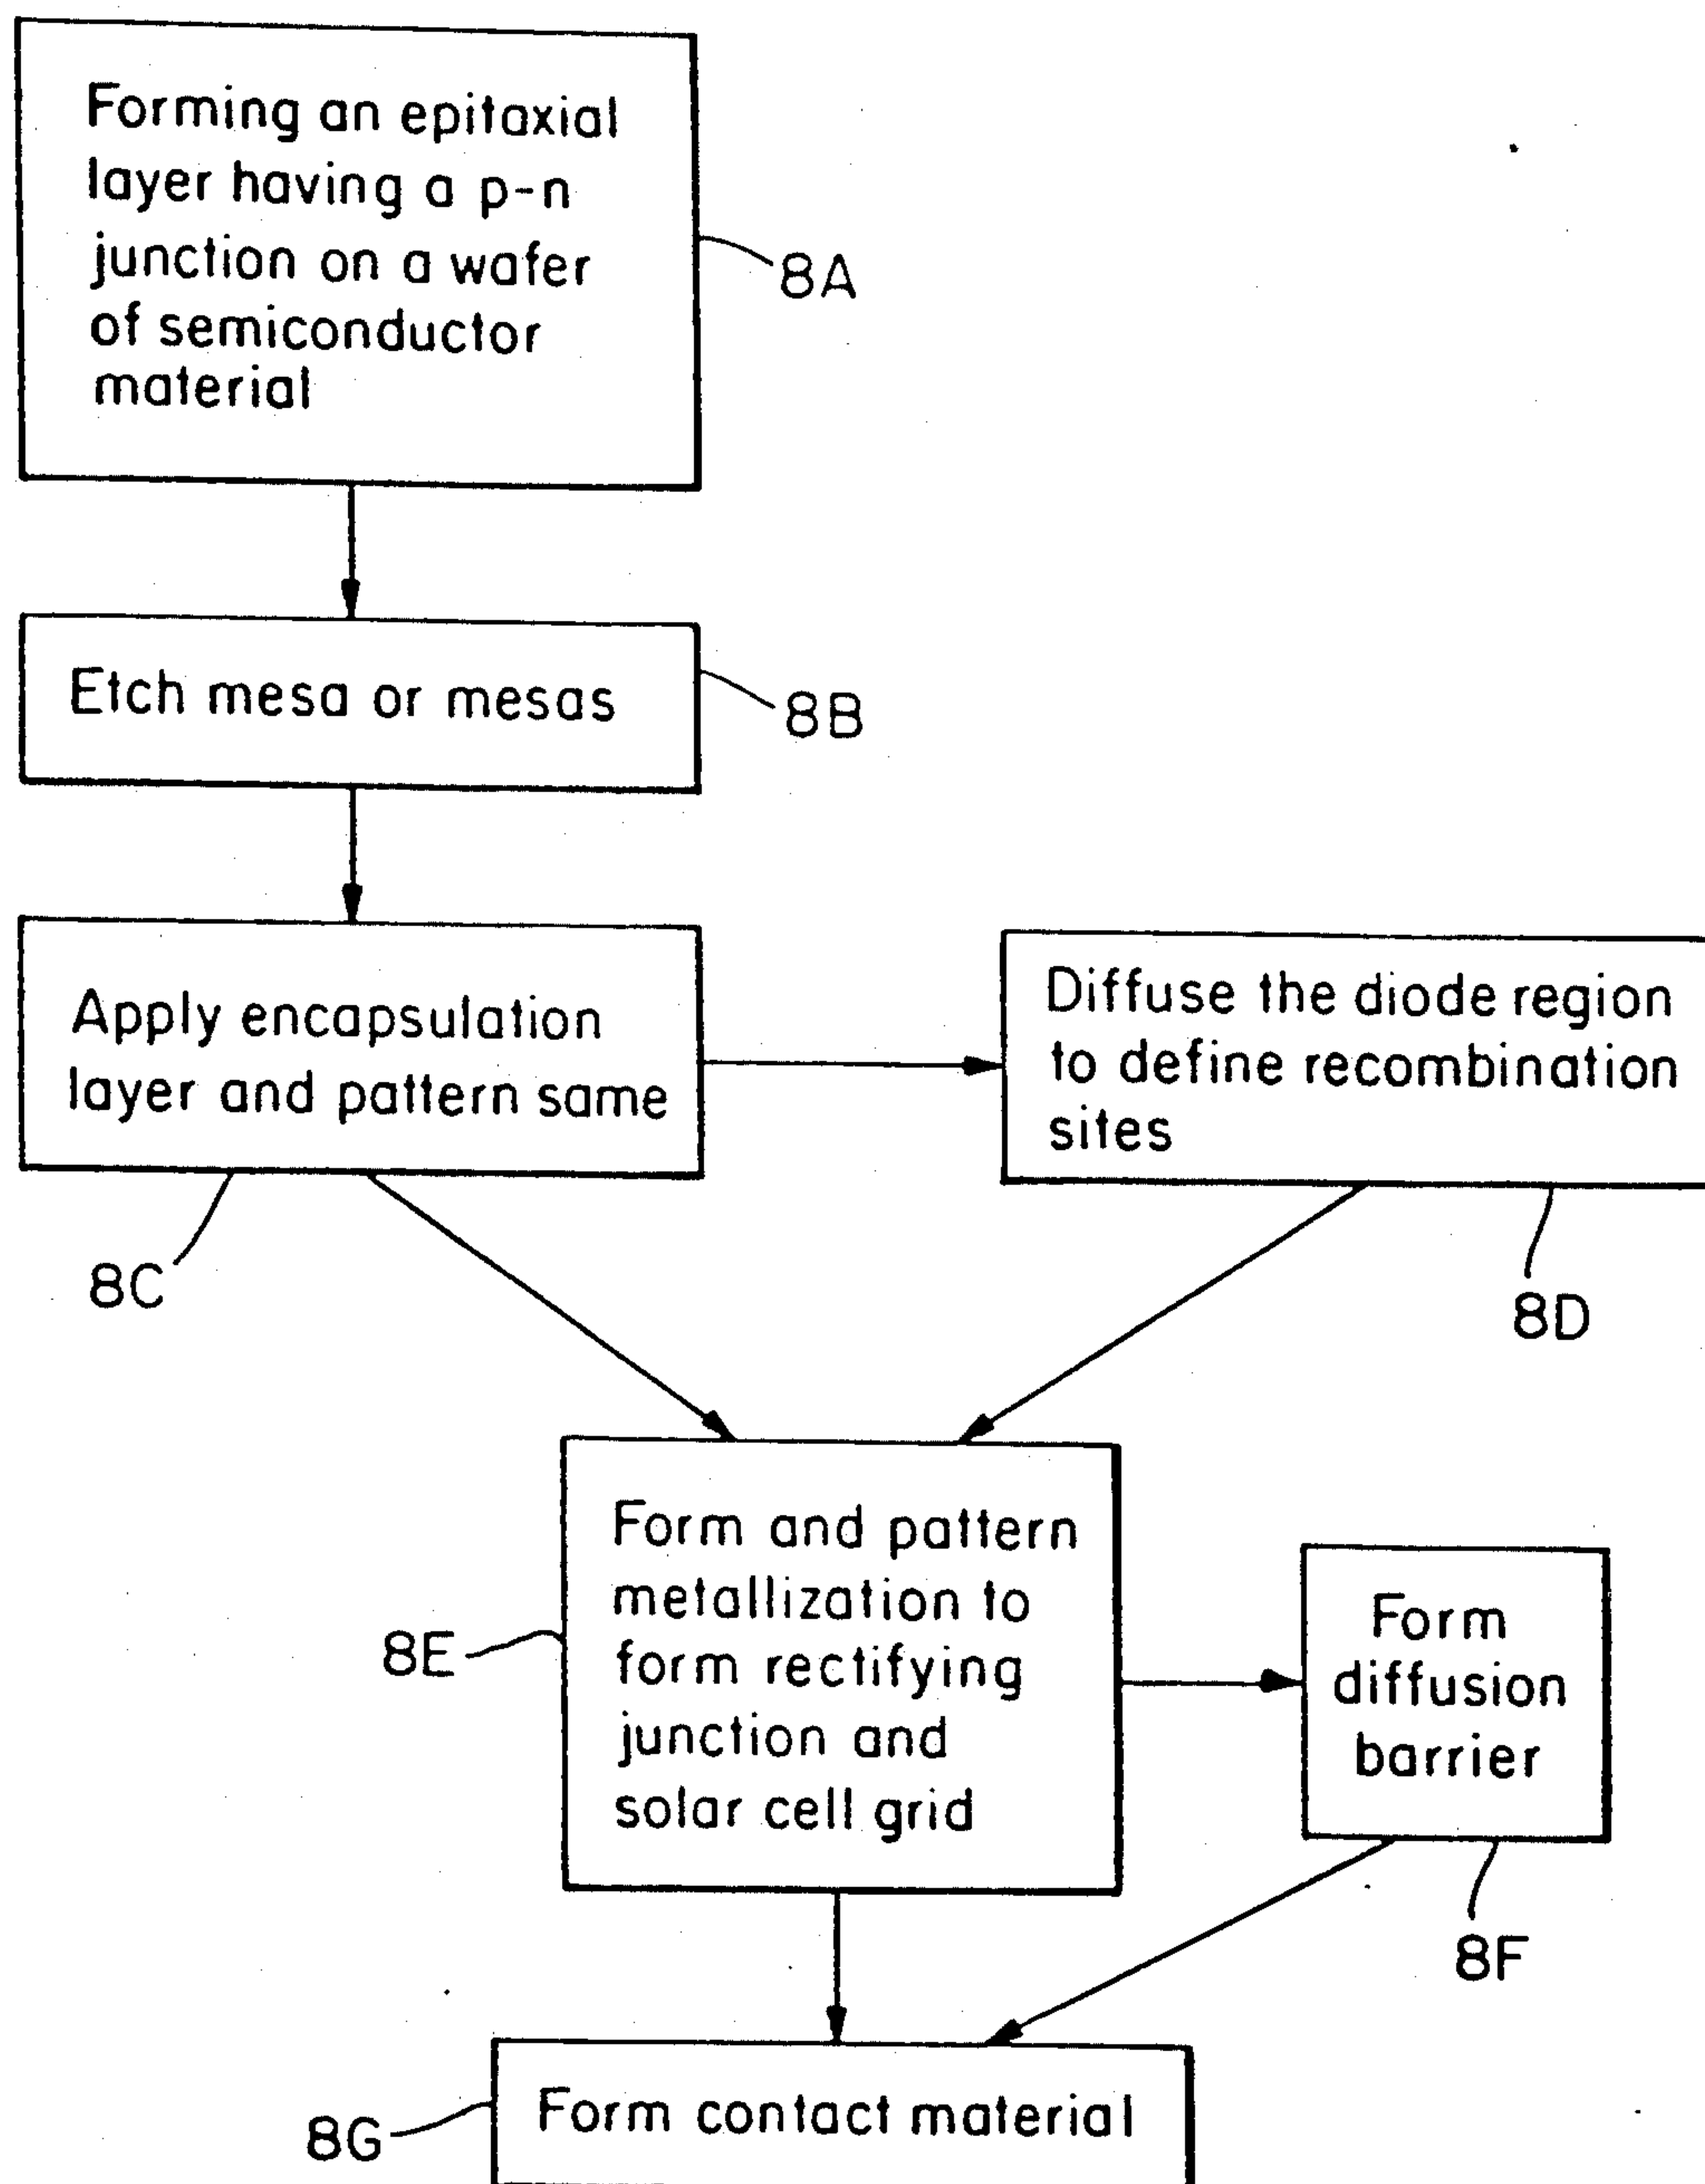 Forming an epitaxial
layer having a p-n
junction on a wafer
of semiconductor
material
8A
Etch mesa or mesas
8B
Apply encapsulation
layer and pattern same
8C
Diffuse the diode region
to define recombination
sites
8D
Form and pattern
metallization to
form rectifying
junction and
solar cell grid
8E
Form
diffusion
barrier
8F
Form contact material
8G